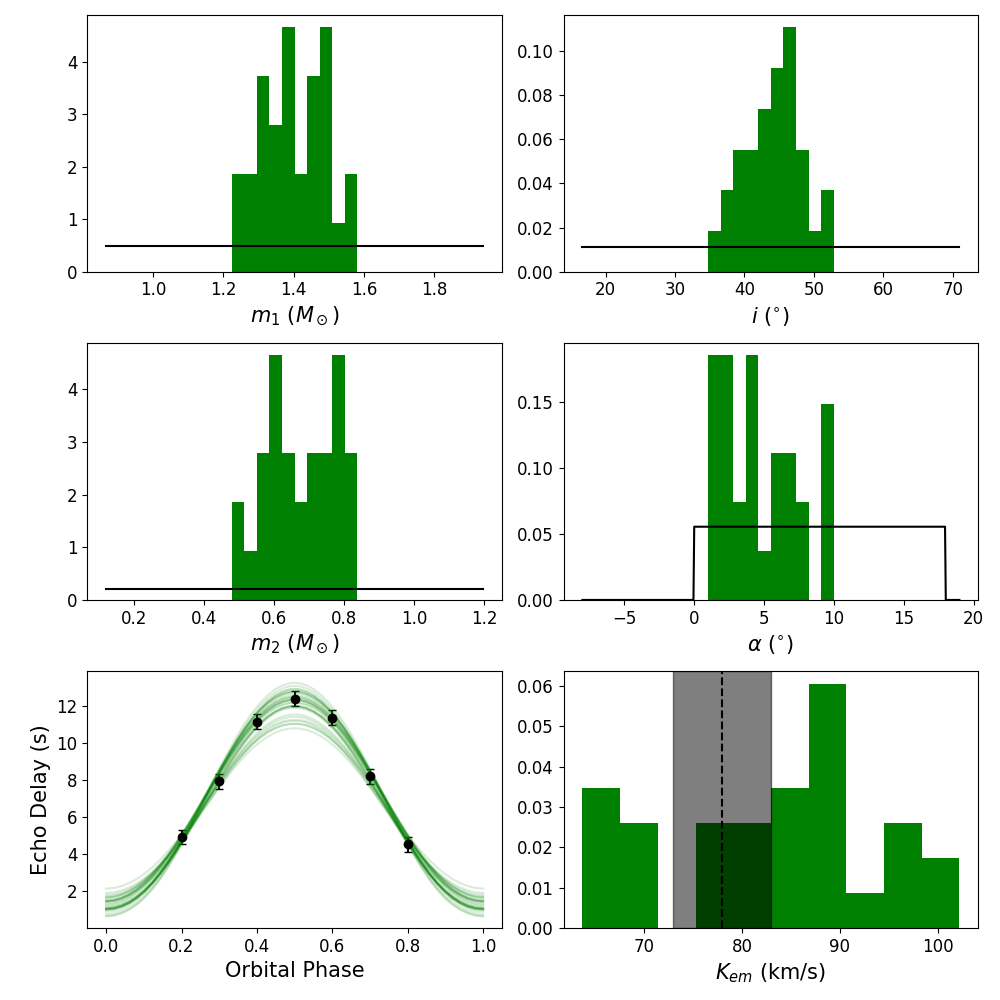 4
3
2
1
0
1.0 1.2 1.4 1.6 1.8
m₁ (M⊙)
0.10
0.08
0.06
0.04
0.02
0.00
20 30 40 50 60 70
i (°)
4
3
2
1
0
0.2 0.4 0.6 0.8 1.0 1.2
m₂ (M⊙)
0.15
0.10
0.05
0.00
−5 0 5 10 15 20
α (°)
12
10
8
6
4
2
Echo Delay (s)
0.0 0.2 0.4 0.6 0.8 1.0
Orbital Phase
0.06
0.05
0.04
0.03
0.02
0.01
0.00
70 80 90 100
K_em (km/s)